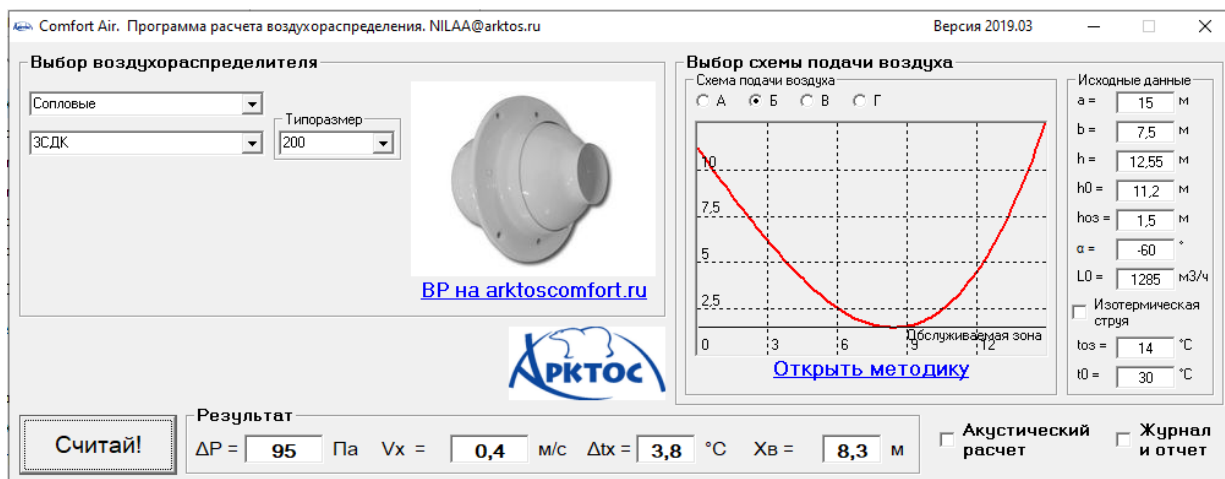 Comfort Air. Программа расчета воздухораспределения. NILAA@arktos.ru
Версия 2019.03
Выбор воздухораспределителя
Сопловые
3СДК
Типоразмер
200
ВР на arktoscomfort.ru
АРКТОС
Выбор схемы подачи воздуха
Схема подачи воздуха
А Б В Г
10
7,5
5
2,5
Обслуживаемая зона
0 3 6 9 12
Открыть методику
Исходные данные
a = 15 м
b = 7,5 м
h = 12,55 м
h0 = 11,2 м
hоз = 1,5 м
α = -60 °
L0 = 1285 м3/ч
Изотермическая
струя
tоз = 14 °C
t0 = 30 °C
Считай!
Результат
ΔP = 95 Па Vx = 0,4 м/с Δtx = 3,8 °C Xв = 8,3 м
Акустический
расчет
Журнал
и отчет